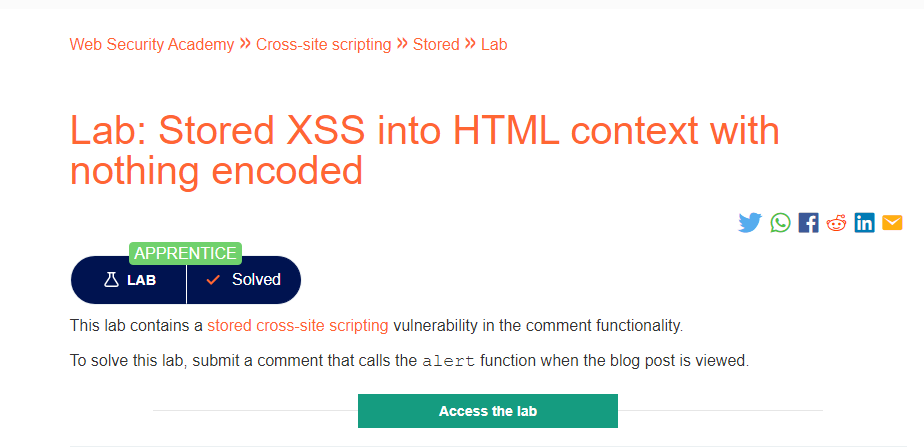 Web Security Academy » Cross-site scripting » Stored » Lab
Lab: Stored XSS into HTML context with
nothing encoded
APPRENTICE
LAB Solved
This lab contains a stored cross-site scripting vulnerability in the comment functionality.
To solve this lab, submit a comment that calls the alert function when the blog post is viewed.
Access the lab